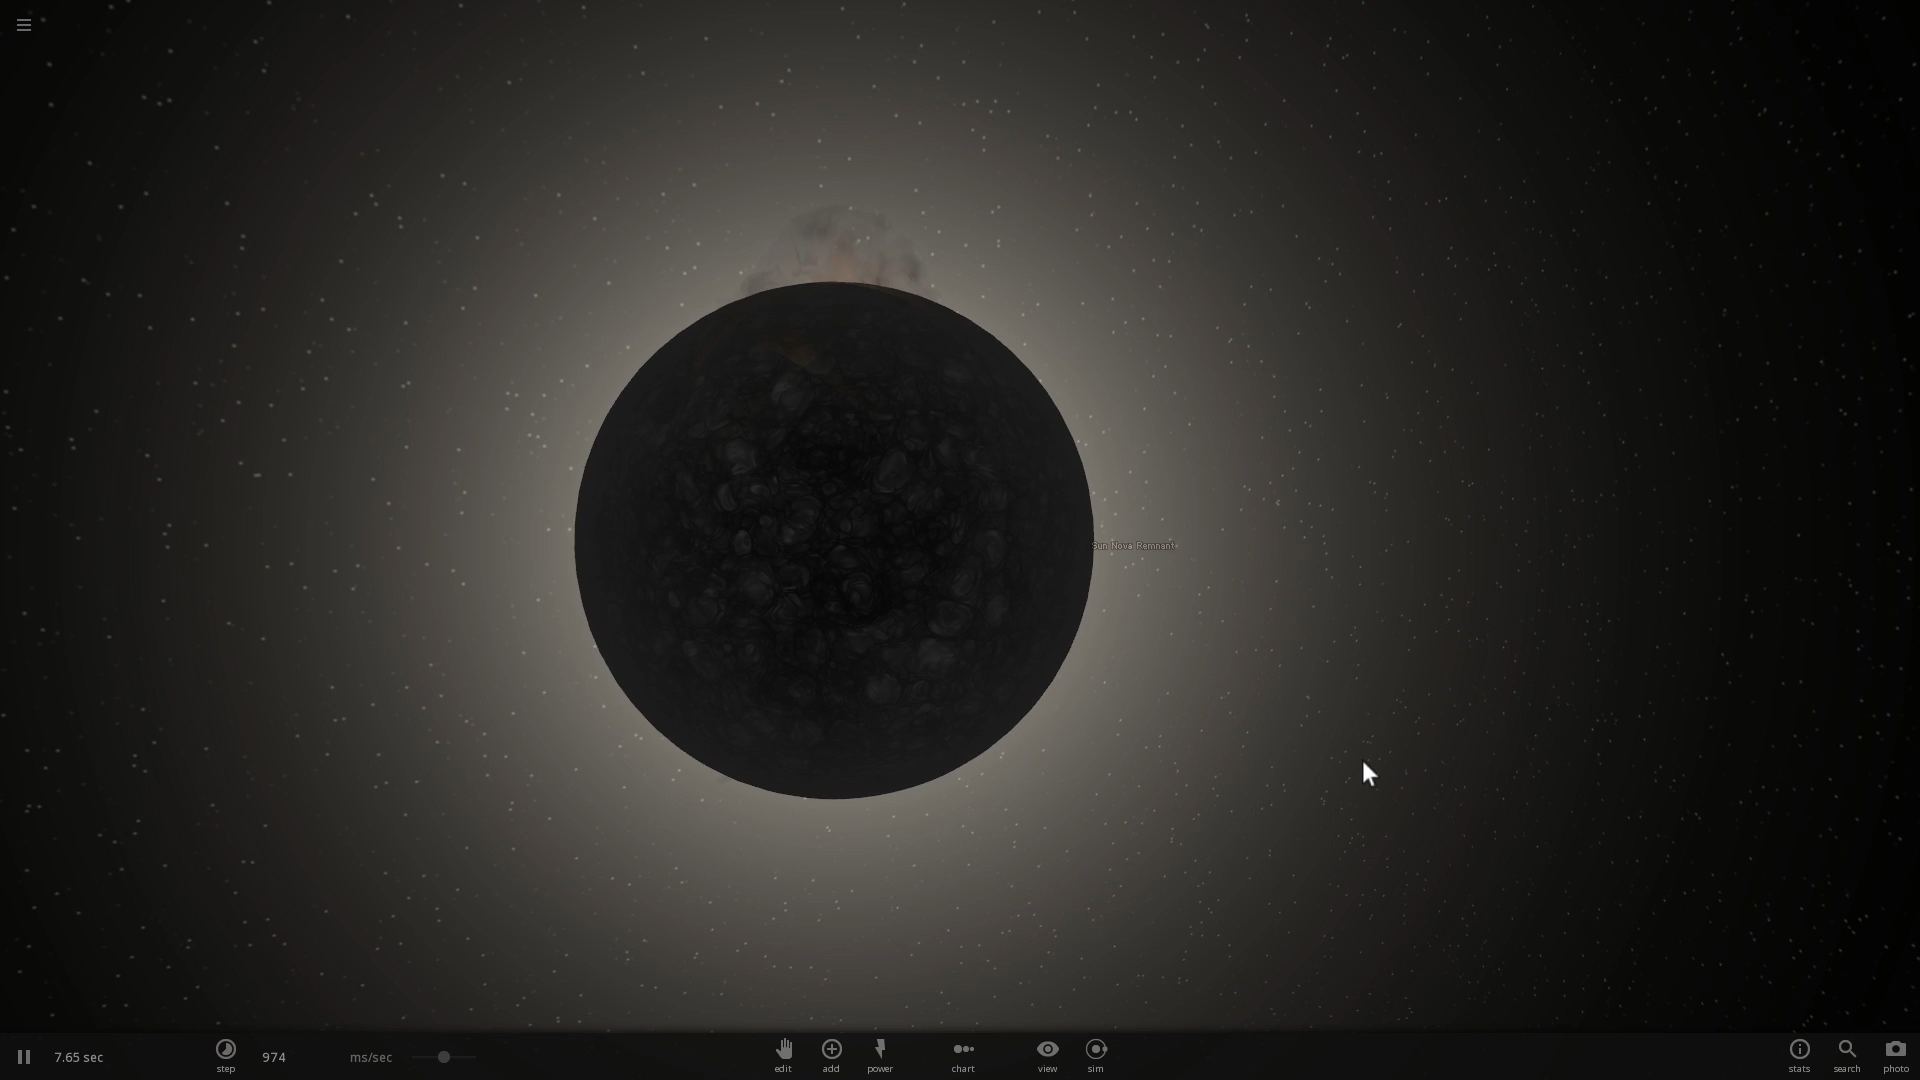 Sun Nova Remnant
7.65 sec
step
974
ms/sec
edit
add
power
chart
view
sim
stats
search
photo